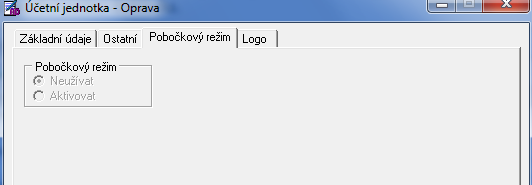 Účetní jednotka - Oprava
Základní údaje Ostatní Pobočkový režim Logo
Pobočkový režim
Neužívat
Aktivovat